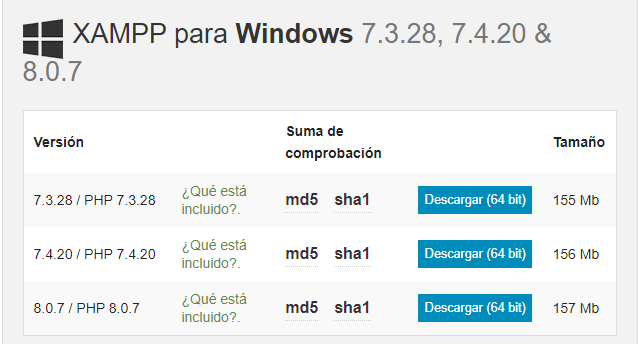 XAMPP para Windows 7.3.28, 7.4.20 &
8.0.7
Versión Suma de comprobación Tamaño
7.3.28 / PHP 7.3.28 ¿Qué está incluido?. md5 sha1 Descargar (64 bit) 155 Mb
7.4.20 / PHP 7.4.20 ¿Qué está incluido?. md5 sha1 Descargar (64 bit) 156 Mb
8.0.7 / PHP 8.0.7 ¿Qué está incluido?. md5 sha1 Descargar (64 bit) 157 Mb